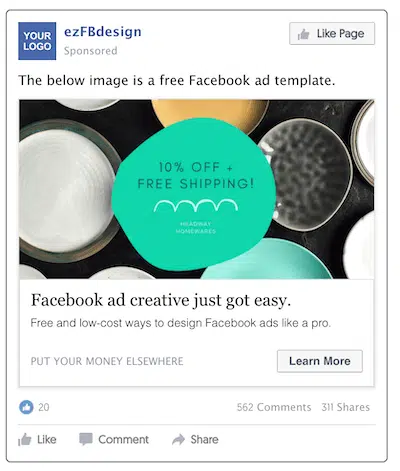 YOUR
LOGO
ezFBdesign
Sponsored
Like Page
The below image is a free Facebook ad template.
10% OFF +
FREE SHIPPING!
HEADWAY
HOMEWARES
Facebook ad creative just got easy.
Free and low-cost ways to design Facebook ads like a pro.
PUT YOUR MONEY ELSEWHERE
Learn More
20
562 Comments 311 Shares
Like Comment Share